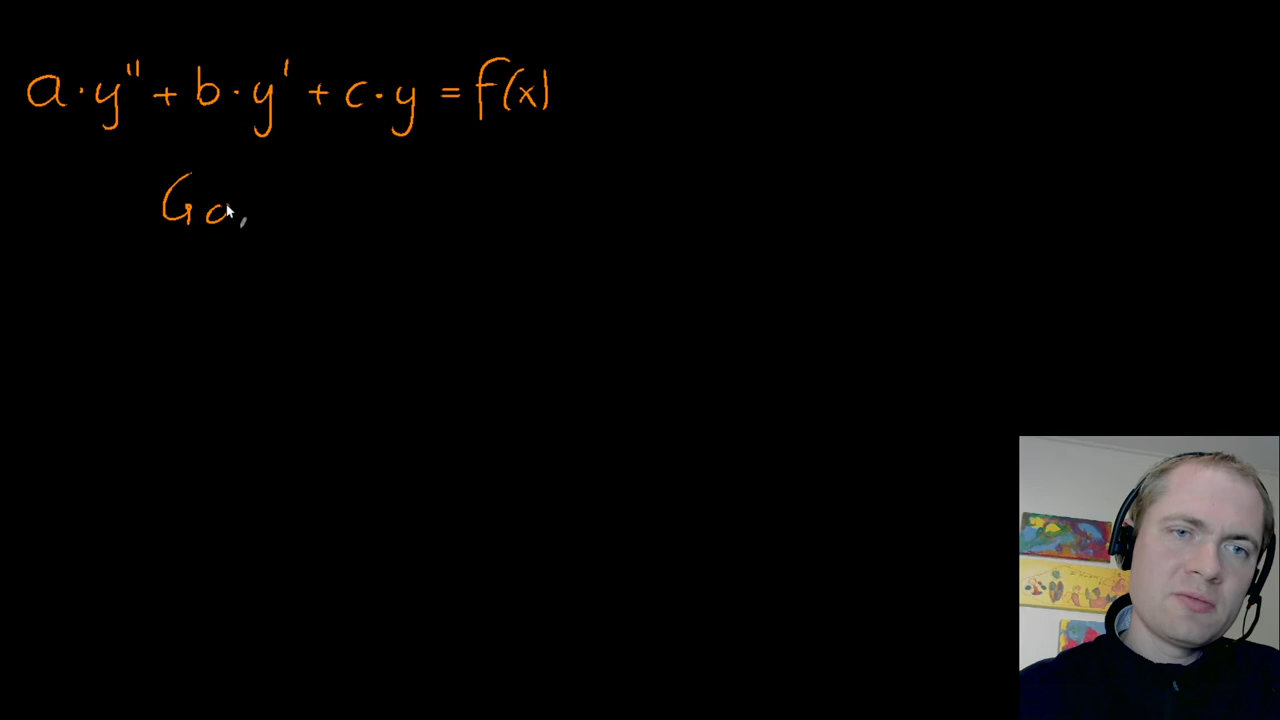 a · y'' + b · y' + c · y = f(x)